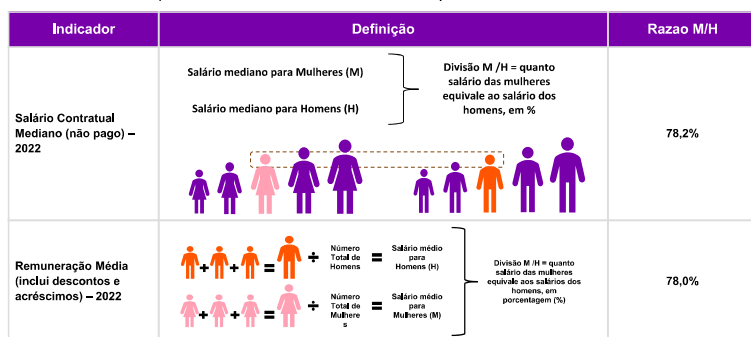 Indicador
Definição
Razao M/H
Salário Contratual
Mediano (não pago) –
2022
Salário mediano para Mulheres (M)
Salário mediano para Homens (H)
Divisão M /H = quanto
salário das mulheres
equivale ao salário dos
homens, em %
78,2%
Remuneração Média
(inclui descontos e
acréscimos) – 2022
+ + = ÷
Número
Total de
Homens
=
Salário médio
para
Homens (H)
+ + = ÷
Número
Total de
Mulhere
s
=
Salário médio
para
Mulheres (M)
Divisão M /H = quanto
salário das mulheres
equivale aos salários dos
homens, em
porcentagem (%)
78,0%